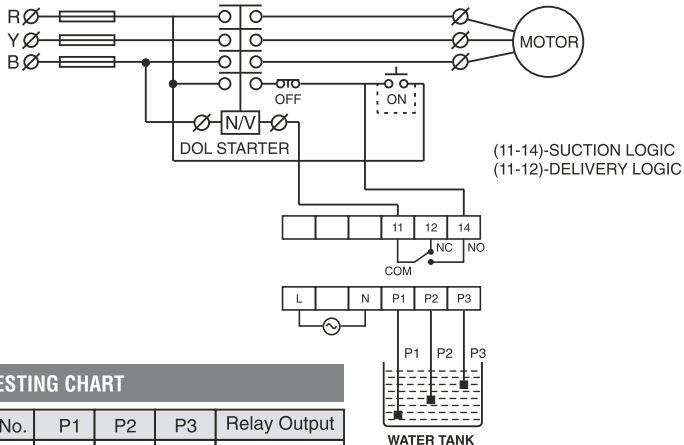 R
Y
B
MOTOR
OFF
ON
N/V
DOL STARTER
(11-14)-SUCTION LOGIC
(11-12)-DELIVERY LOGIC
11 12 14
NC NO
COM
L N P1 P2 P3
P1 P2 P3
WATER TANK
ESTING CHART
No. P1 P2 P3 Relay Output